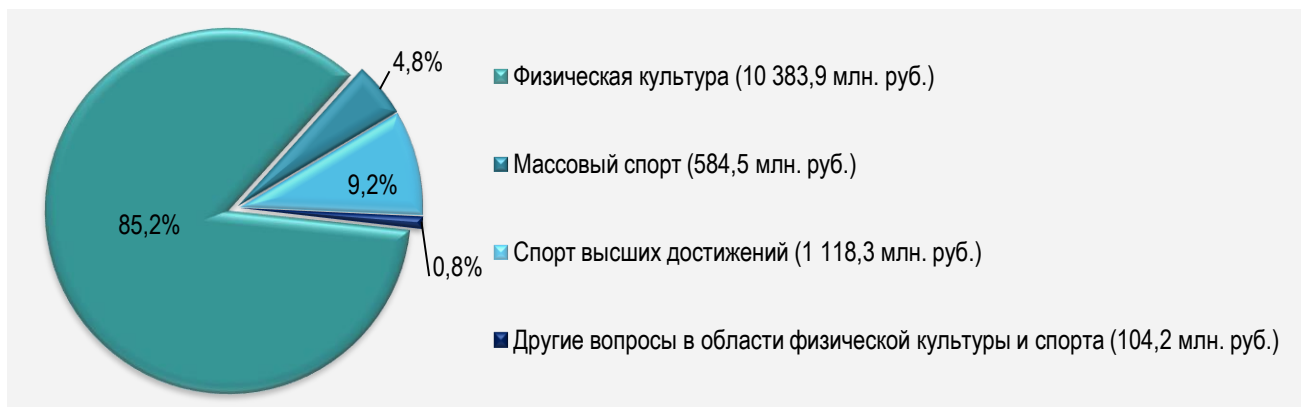 4,8%
9,2%
85,2%
0,8%
Физическая культура (10 383,9 млн. руб.)
Массовый спорт (584,5 млн. руб.)
Спорт высших достижений (1 118,3 млн. руб.)
Другие вопросы в области физической культуры и спорта (104,2 млн. руб.)